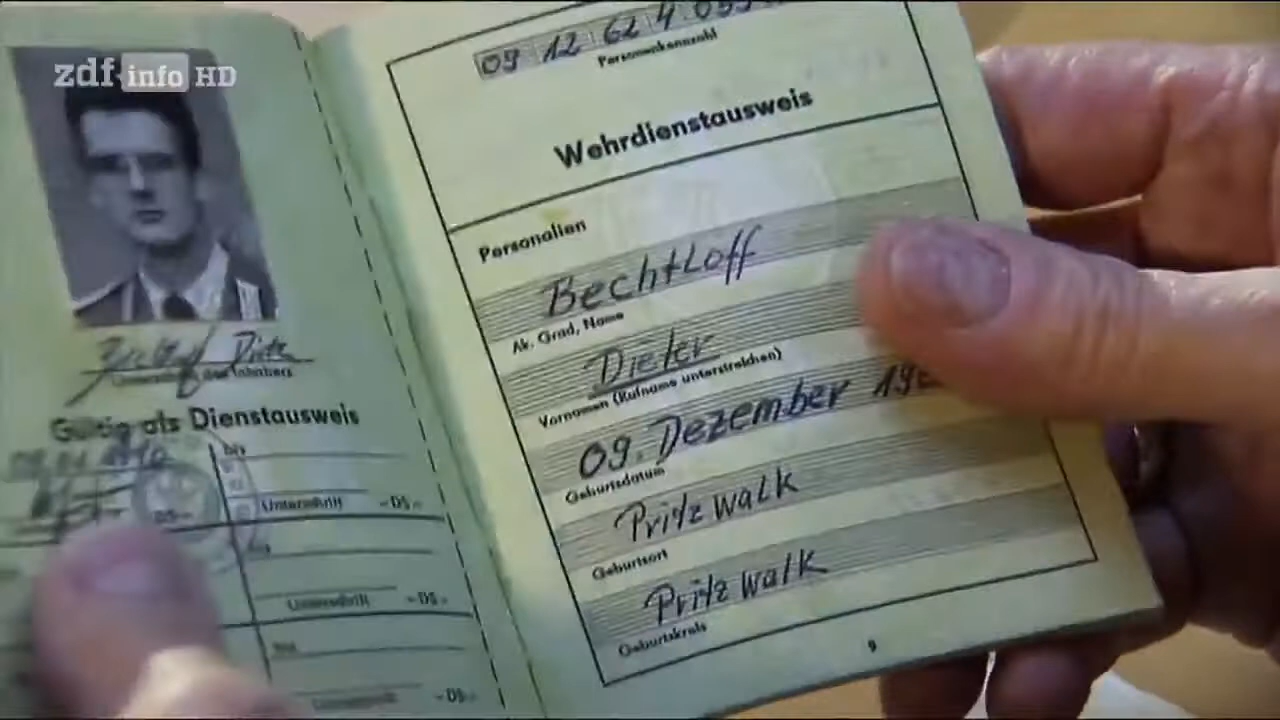 zdf info HD
Gültig als Dienstausweis
bis
Unterschrift -DS-
bis
Unterschrift -DS-
bis
Unterschrift -DS-
09 12 62 4
Personenkennzahl
Wehrdienstausweis
Personalien
Bechtloff
Ak. Grad, Name
Dieter
Vornamen (Rufname unterstreichen)
09. Dezember
Geburtsdatum
Pritzwalk
Geburtsort
Pritzwalk
Geburtskreis
9